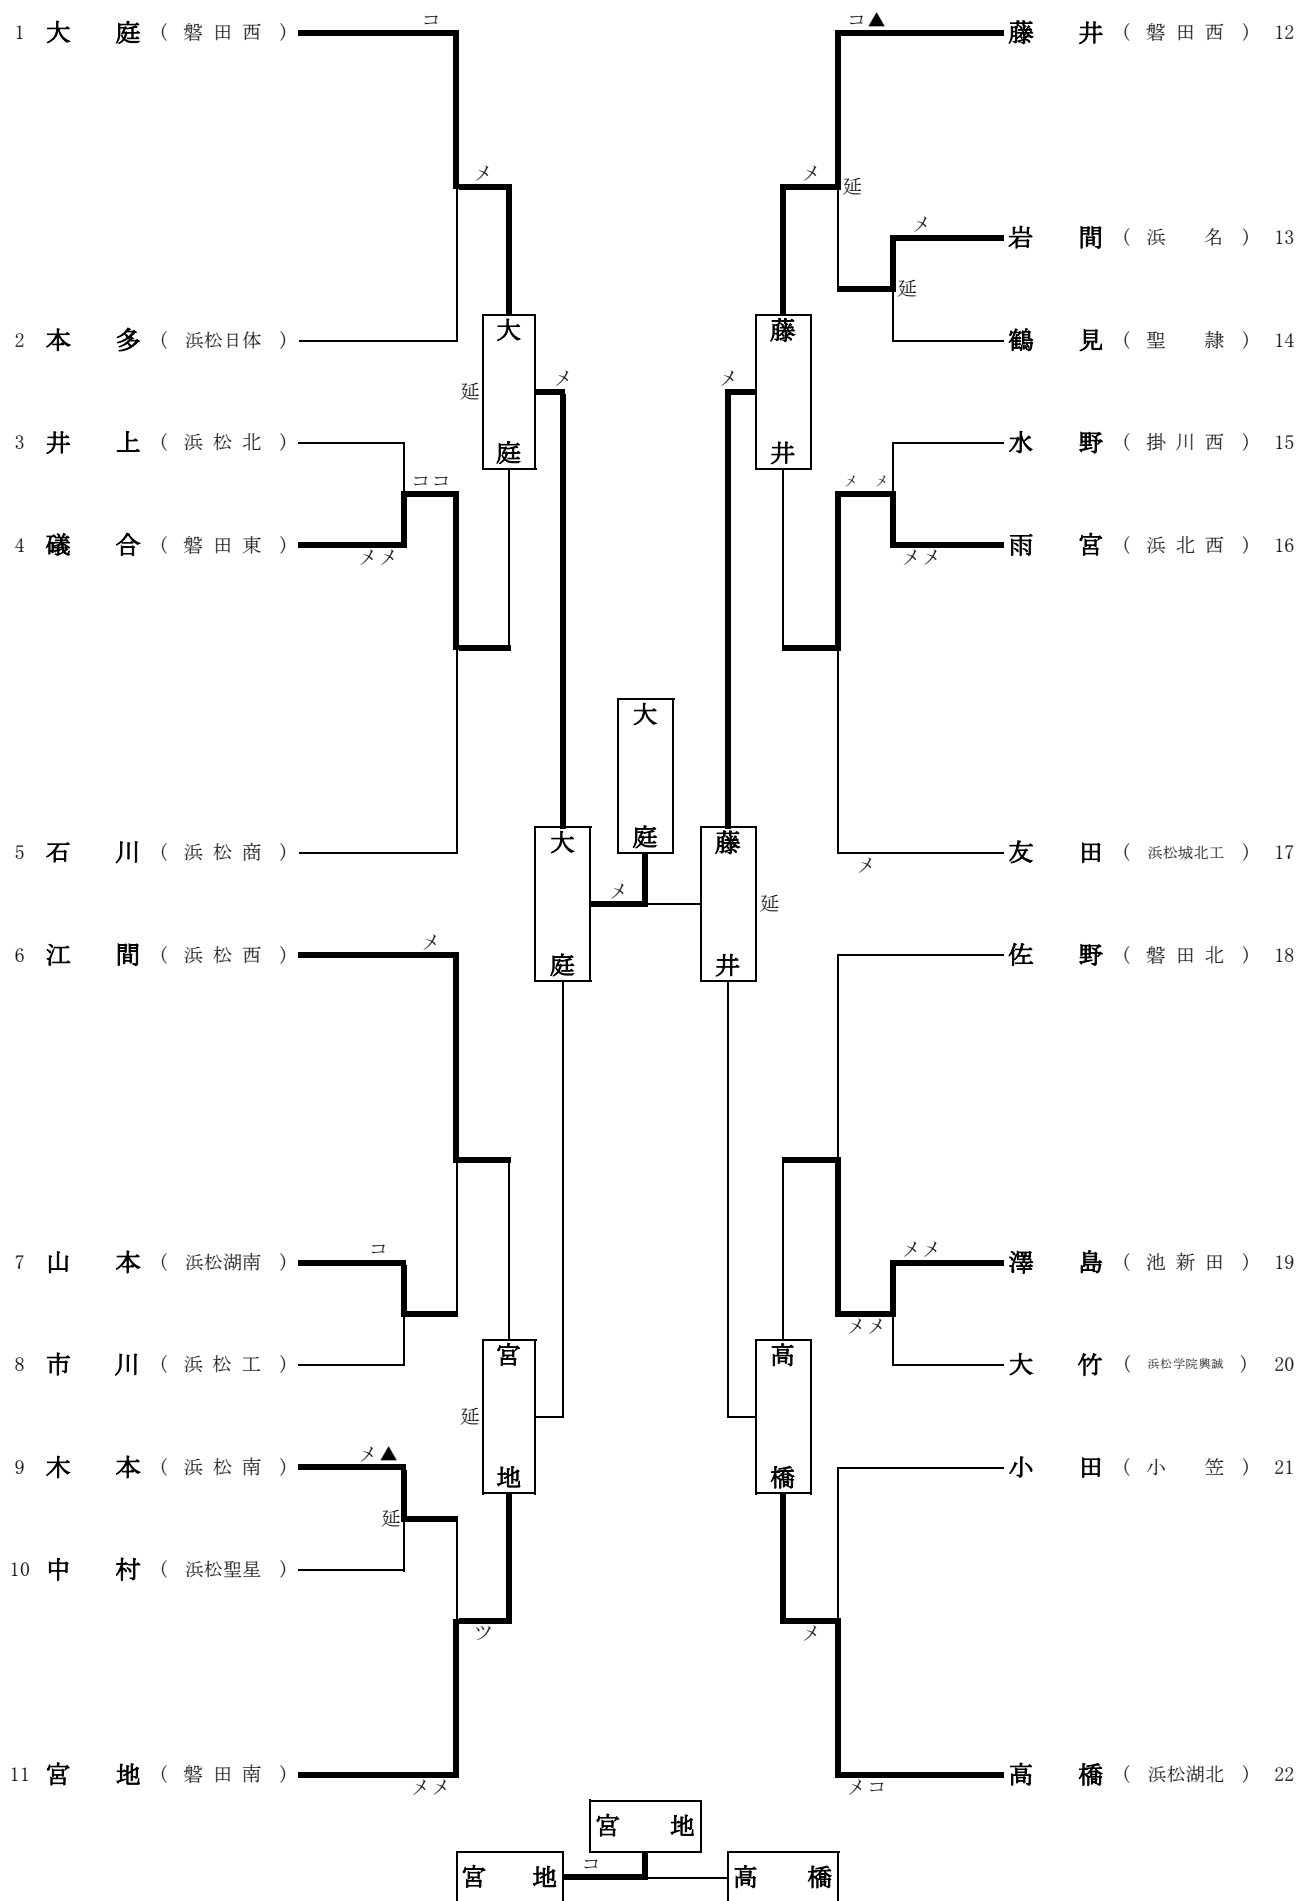 1 大 庭 ( 磐 田 西 ) コ コ▲ 藤 井 ( 磐 田 西 ) 12
メ メ 延
メ 岩 間 ( 浜 名 ) 13
延
2 本 多 ( 浜松日体 ) 大 庭 藤 井 鶴 見 ( 聖 隷 ) 14
延 メ メ
3 井 上 ( 浜 松 北 ) 水 野 ( 掛 川 西 ) 15
ココ メ メ
4 礒 合 ( 磐 田 東 ) 雨 宮 ( 浜 北 西 ) 16
メメ メメ
大 庭
5 石 川 ( 浜 松 商 ) 大 庭 藤 井 友 田 ( 浜松城北工 ) 17
メ
メ 延
6 江 間 ( 浜 松 西 ) メ 佐 野 ( 磐 田 北 ) 18
7 山 本 ( 浜松湖南 ) コ メメ 澤 島 ( 池 新 田 ) 19
メメ
8 市 川 ( 浜 松 工 ) 宮 地 高 橋 大 竹 ( 浜松学院興誠 ) 20
延
9 木 本 ( 浜 松 南 ) メ▲ 小 田 ( 小 笠 ) 21
延
10 中 村 ( 浜松聖星 )
ツ メ
11 宮 地 ( 磐 田 南 ) メメ メコ 高 橋 ( 浜松湖北 ) 22
宮 地
宮 地 コ 高 橋